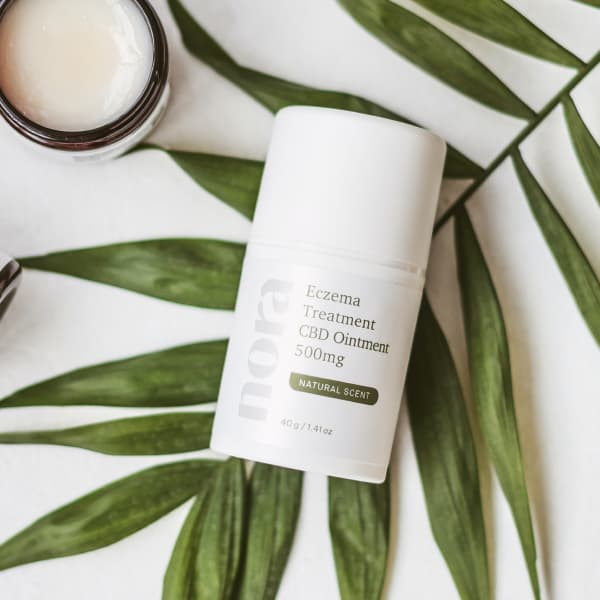 nora
Eczema
Treatment
CBD Ointment
500mg
NATURAL SCENT
40g / 1.41oz